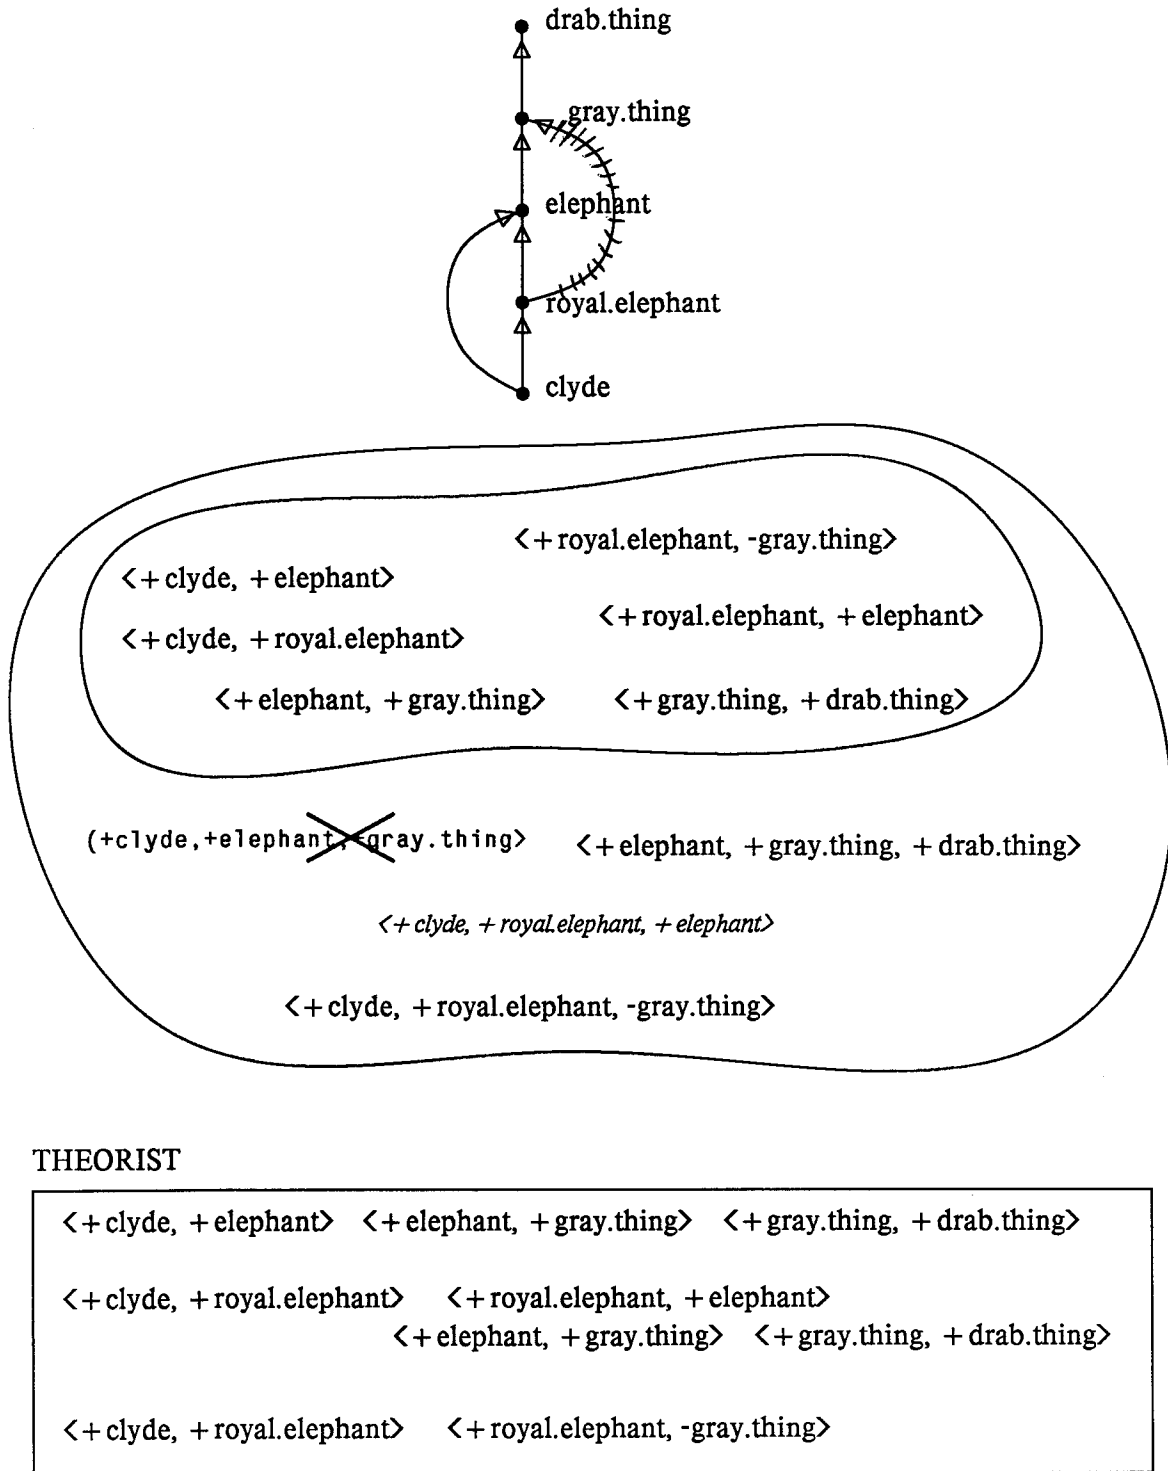 drab.thing
gray.thing
elephant
royal.elephant
clyde
<+royal.elephant, -gray.thing>
<+clyde, +elephant>
<+royal.elephant, +elephant>
<+clyde, +royal.elephant>
<+elephant, +gray.thing> <+gray.thing, +drab.thing>
(+clyde,+elephant,+gray.thing> <+elephant, +gray.thing, +drab.thing>
<+clyde, +royal.elephant, +elephant>
<+clyde, +royal.elephant, -gray.thing>
THEORIST
<+clyde, +elephant> <+elephant, +gray.thing> <+gray.thing, +drab.thing>
<+clyde, +royal.elephant> <+royal.elephant, +elephant>
<+elephant, +gray.thing> <+gray.thing, +drab.thing>
<+clyde, +royal.elephant> <+royal.elephant, -gray.thing>